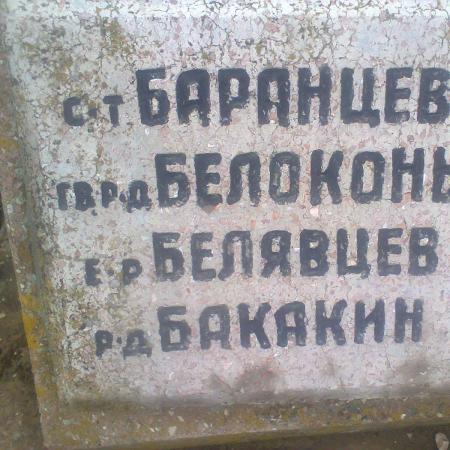 С-Т БАРАНЦЕВ
ГВ.Р-Д БЕЛОКОНЬ
Е-Р БЕЛЯВЦЕВ
Р-Д БАКАКИН